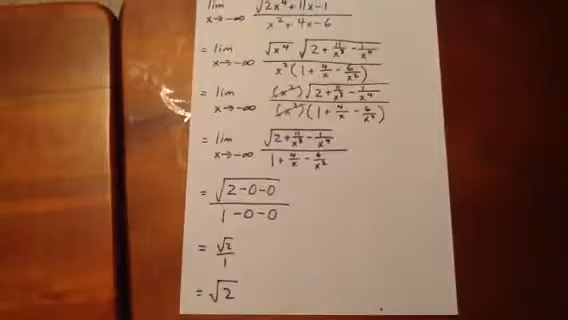 lim x→-∞ √(2x⁴+11x-1) / (x²+4x-6)
= lim x→-∞ √x⁴ √(2+11/x³-1/x⁴) / x²(1+4/x-6/x²)
= lim x→-∞ (x²)√(2+11/x³-1/x⁴) / (x²)(1+4/x-6/x²)
= lim x→-∞ √(2+11/x³-1/x⁴) / (1+4/x-6/x²)
= √(2-0-0) / (1-0-0)
= √2/1
= √2